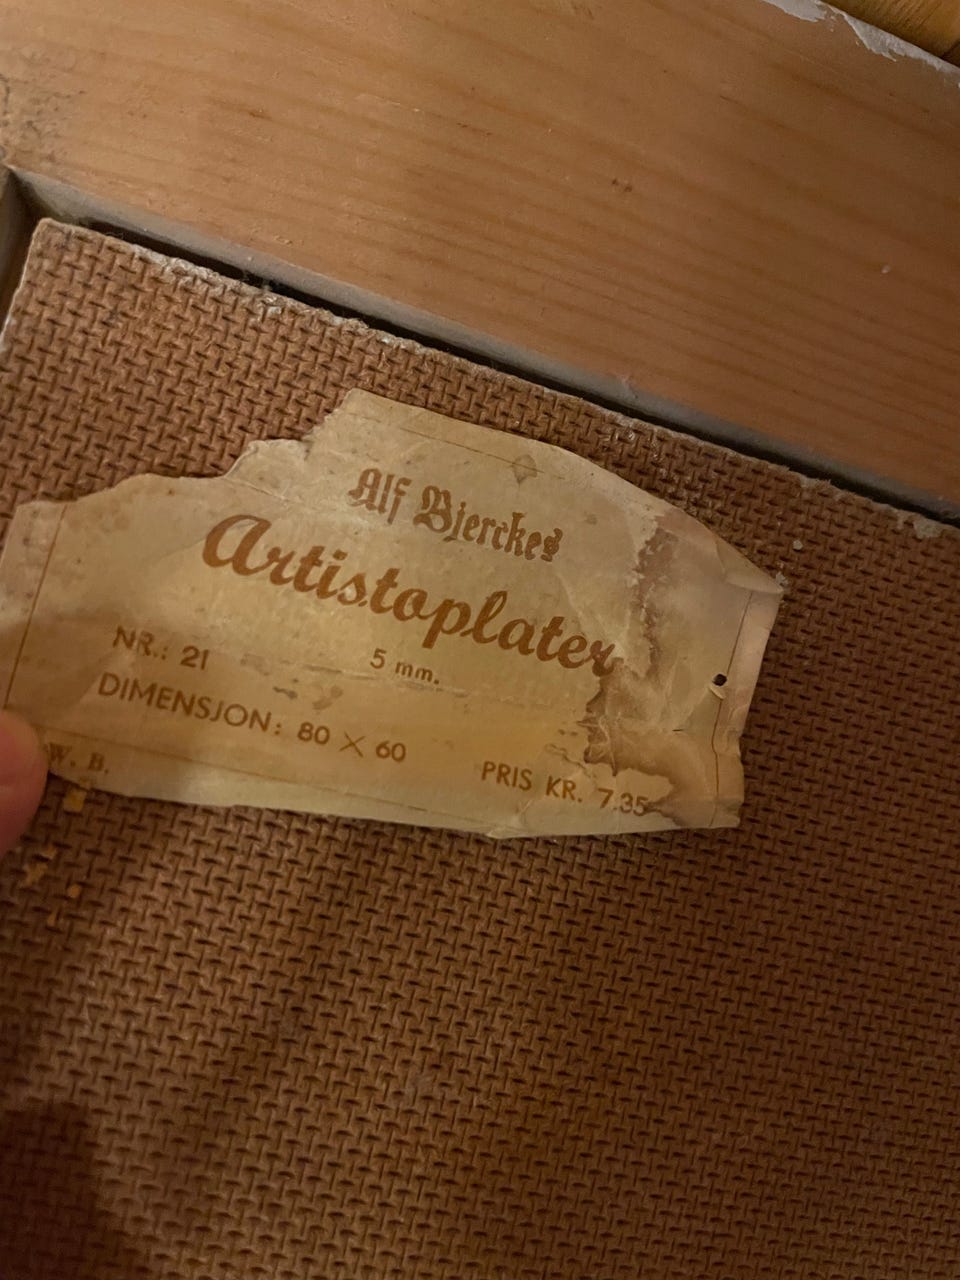 Alf Bjerckes
Artistoplater
NR.: 21 5 mm.
DIMENSJON: 80 × 60
PRIS KR. 7.35
W. B.